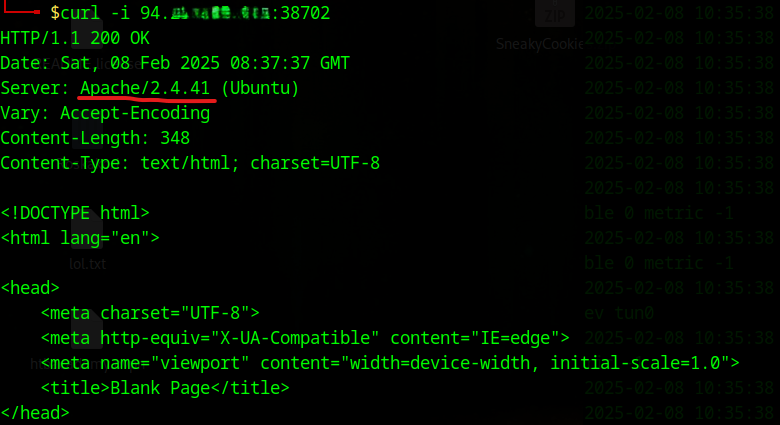 $curl -i 94. :38702
HTTP/1.1 200 OK
Date: Sat, 08 Feb 2025 08:37:37 GMT
Server: Apache/2.4.41 (Ubuntu)
Vary: Accept-Encoding
Content-Length: 348
Content-Type: text/html; charset=UTF-8
<!DOCTYPE html>
<html lang="en">
<head>
    <meta charset="UTF-8">
    <meta http-equiv="X-UA-Compatible" content="IE=edge">
    <meta name="viewport" content="width=device-width, initial-scale=1.0">
    <title>Blank Page</title>
</head>
ZIP
SneakyCookie
lol.txt
2025-02-08 10:35:38
2025-02-08 10:35:38
2025-02-08 10:35:38
2025-02-08 10:35:38
2025-02-08 10:35:38
2025-02-08 10:35:38
2025-02-08 10:35:38
2025-02-08 10:35:38
ble 0 metric -1
2025-02-08 10:35:38
ble 0 metric -1
2025-02-08 10:35:38
ev tun0
2025-02-08 10:35:38
2025-02-08 10:35:38
2025-02-08 10:35:38